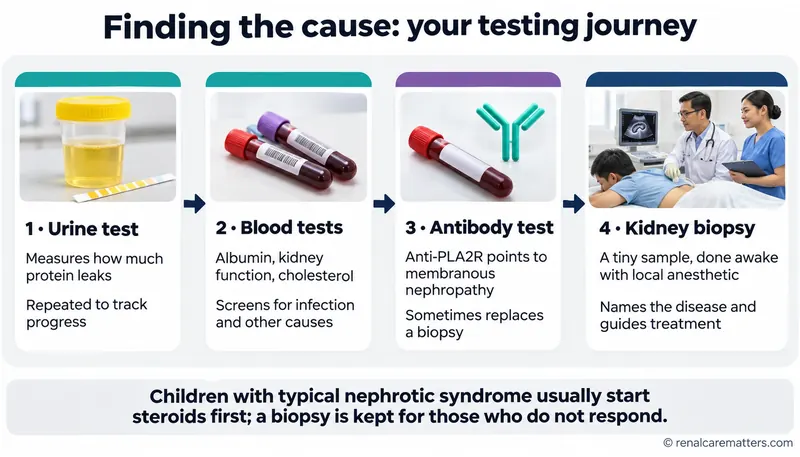 Finding the cause: your testing journey
1 · Urine test
Measures how much
protein leaks
Repeated to track
progress
2 · Blood tests
Albumin, kidney
function, cholesterol
Screens for infection
and other causes
3 · Antibody test
Anti-PLA2R points to
membranous
nephropathy
Sometimes replaces
a biopsy
4 · Kidney biopsy
A tiny sample, done awake
with local anesthetic
Names the disease and
guides treatment
Children with typical nephrotic syndrome usually start
steroids first; a biopsy is kept for those who do not respond.
© renalcarematters.com